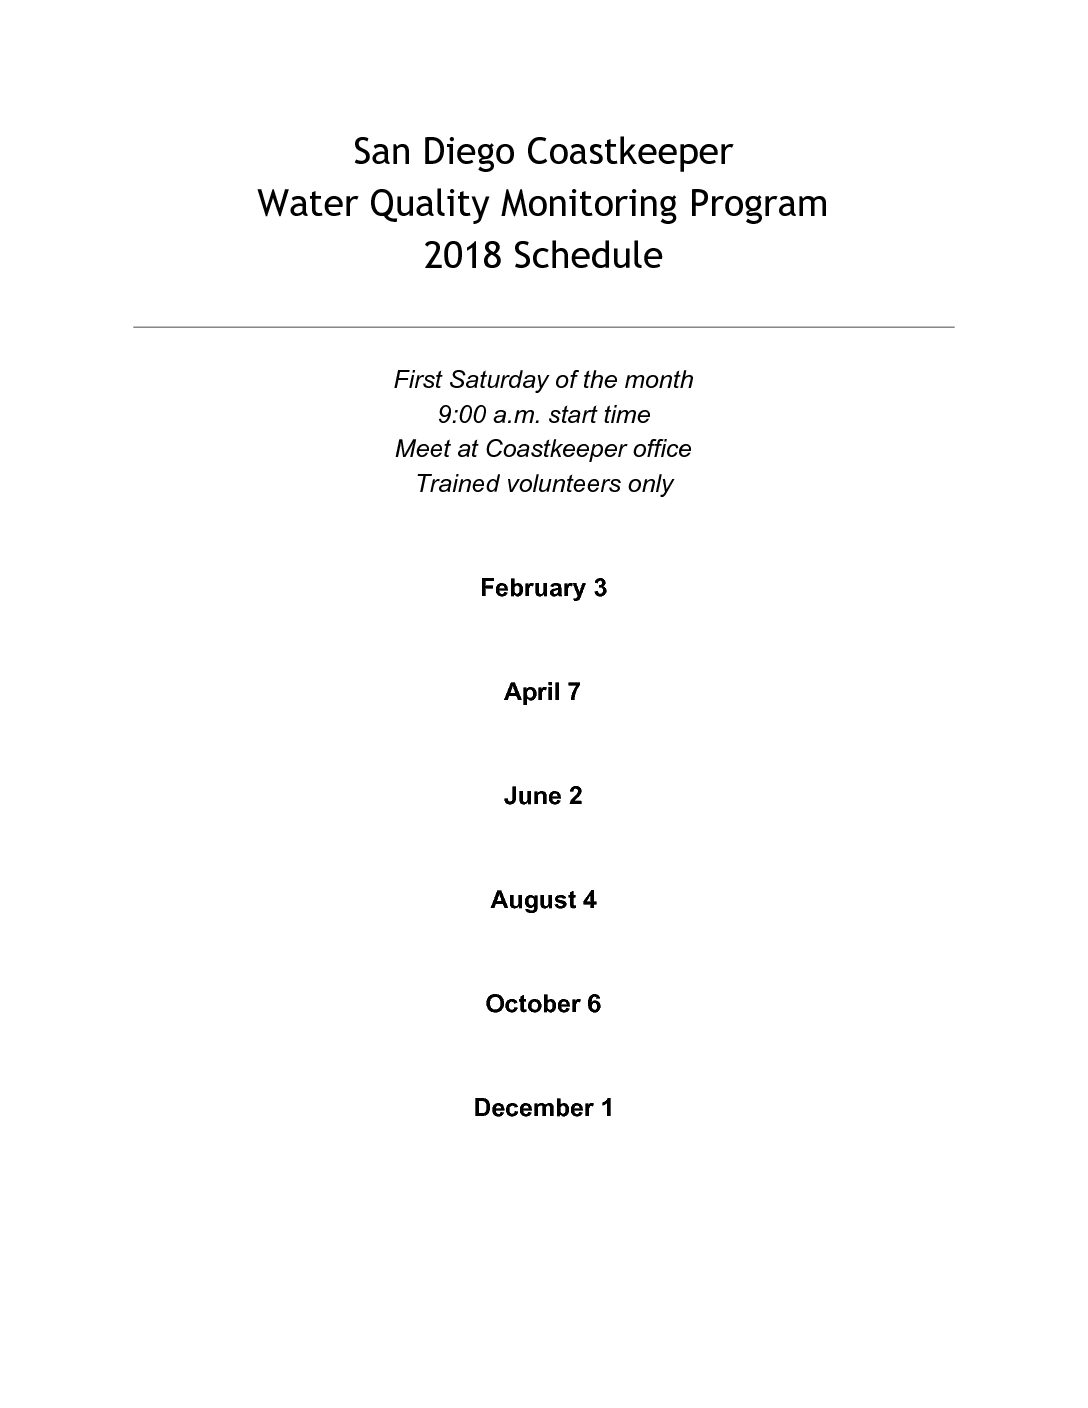 San Diego Coastkeeper
Water Quality Monitoring Program
2018 Schedule
First Saturday of the month
9:00 a.m. start time
Meet at Coastkeeper office
Trained volunteers only
February 3
April 7
June 2
August 4
October 6
December 1